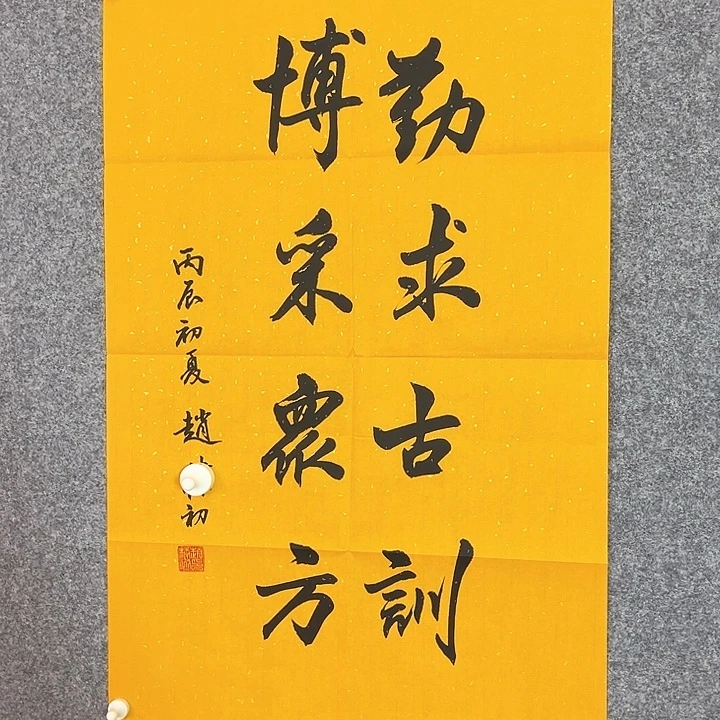 勤求古訓
博采眾方
丙辰初夏 趙 初